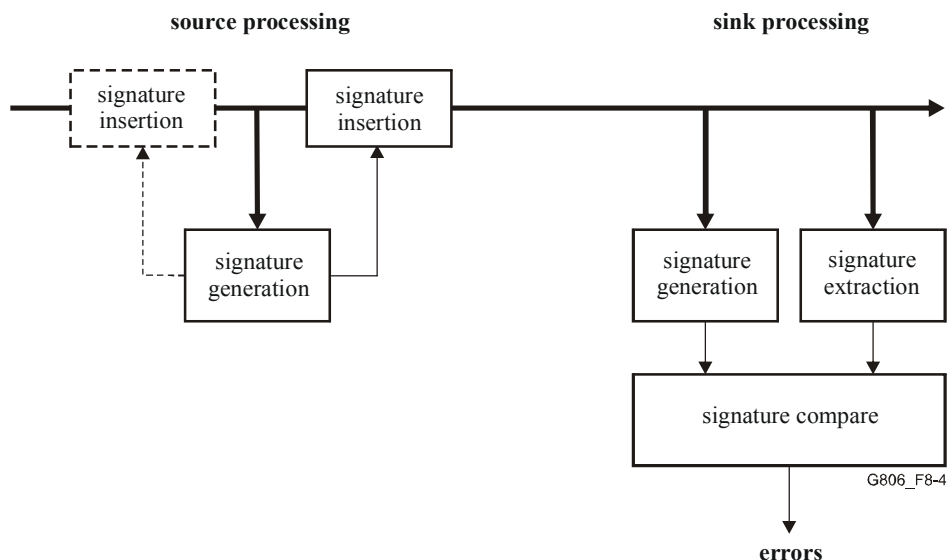 source processing
sink processing
signature
insertion
signature
insertion
signature
generation
signature
generation
signature
extraction
signature compare
G806_F8-4
errors